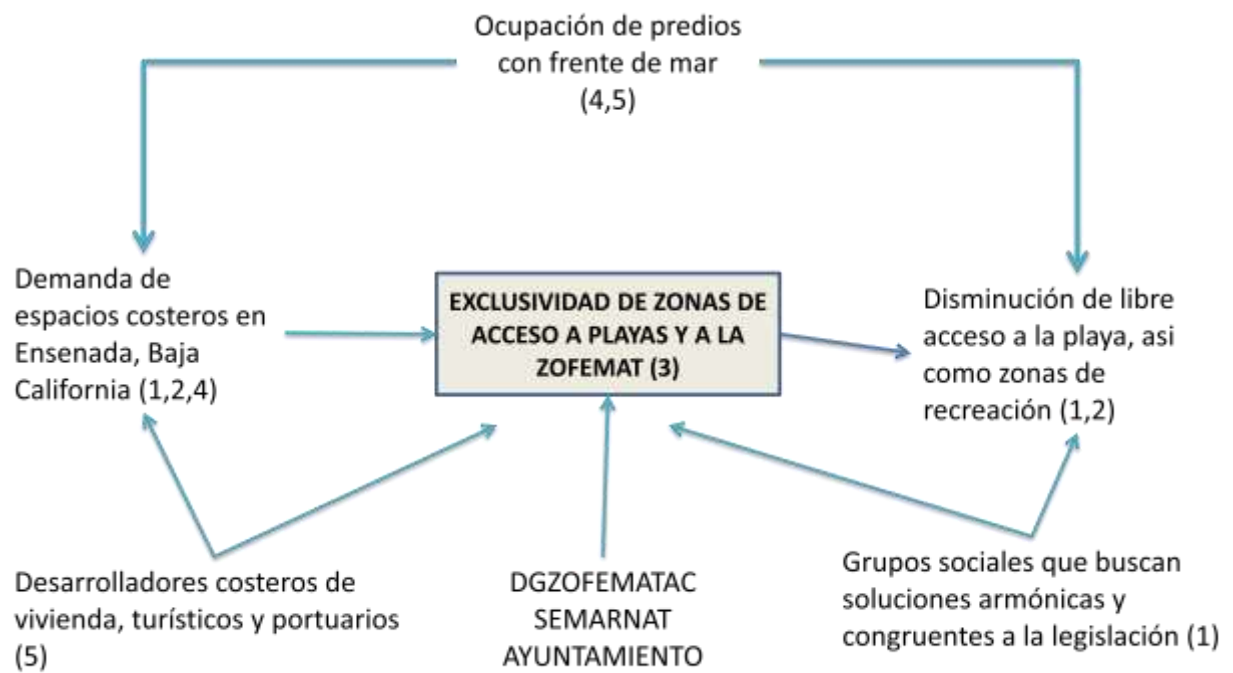 Ocupación de predios
con frente de mar
(4,5)
Demanda de
espacios costeros en
Ensenada, Baja
California (1,2,4)
EXCLUSIVIDAD DE ZONAS DE
ACCESO A PLAYAS Y A LA
ZOFEMAT (3)
Disminución de libre
acceso a la playa, asi
como zonas de
recreación (1,2)
Desarrolladores costeros de
vivienda, turísticos y portuarios
(5)
DGZOFEMATAC
SEMARNAT
AYUNTAMIENTO
Grupos sociales que buscan
soluciones armónicas y
congruentes a la legislación (1)